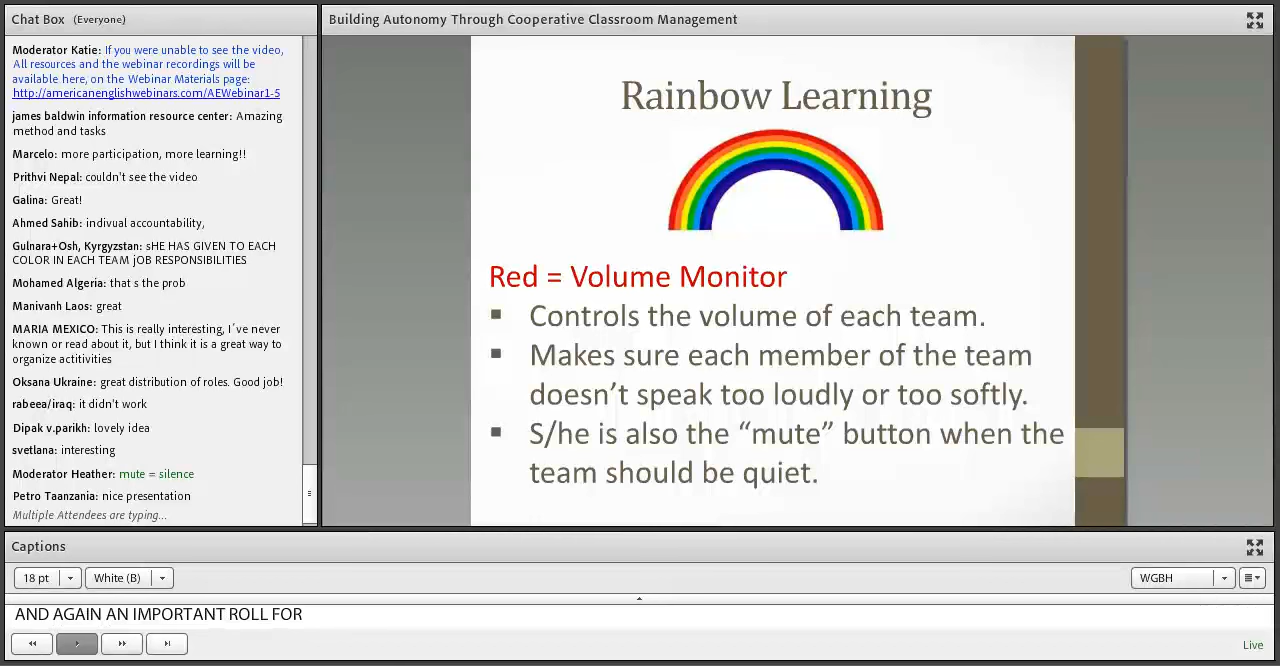 Chat Box (Everyone)
Moderator Katie: If you were unable to see the video,
All resources and the webinar recordings will be
available here, on the Webinar Materials page:
http://americanenglishwebinars.com/AEWebinar1-5
james baldwin information resource center: Amazing
method and tasks
Marcelo: more participation, more learning!!
Prithvi Nepal: couldn't see the video
Galina: Great!
Ahmed Sahib: indivual accountability,
Gulnara+Osh, Kyrgyzstan: sHE HAS GIVEN TO EACH
COLOR IN EACH TEAM jOB RESPONSIBILITIES
Mohamed Algeria: that s the prob
Manivanh Laos: great
MARIA MEXICO: This is really interesting, I´ve never
known or read about it, but I think it is a great way to
organize actitivities
Oksana Ukraine: great distribution of roles. Good job!
rabeea/iraq: it didn't work
Dipak v.parikh: lovely idea
svetlana: interesting
Moderator Heather: mute = silence
Petro Taanzania: nice presentation
Multiple Attendees are typing...
Building Autonomy Through Cooperative Classroom Management
Rainbow Learning
Red = Volume Monitor
▪ Controls the volume of each team.
▪ Makes sure each member of the team
doesn’t speak too loudly or too softly.
▪ S/he is also the “mute” button when the
team should be quiet.
Captions
18 pt White (B) WGBH
AND AGAIN AN IMPORTANT ROLL FOR
Live